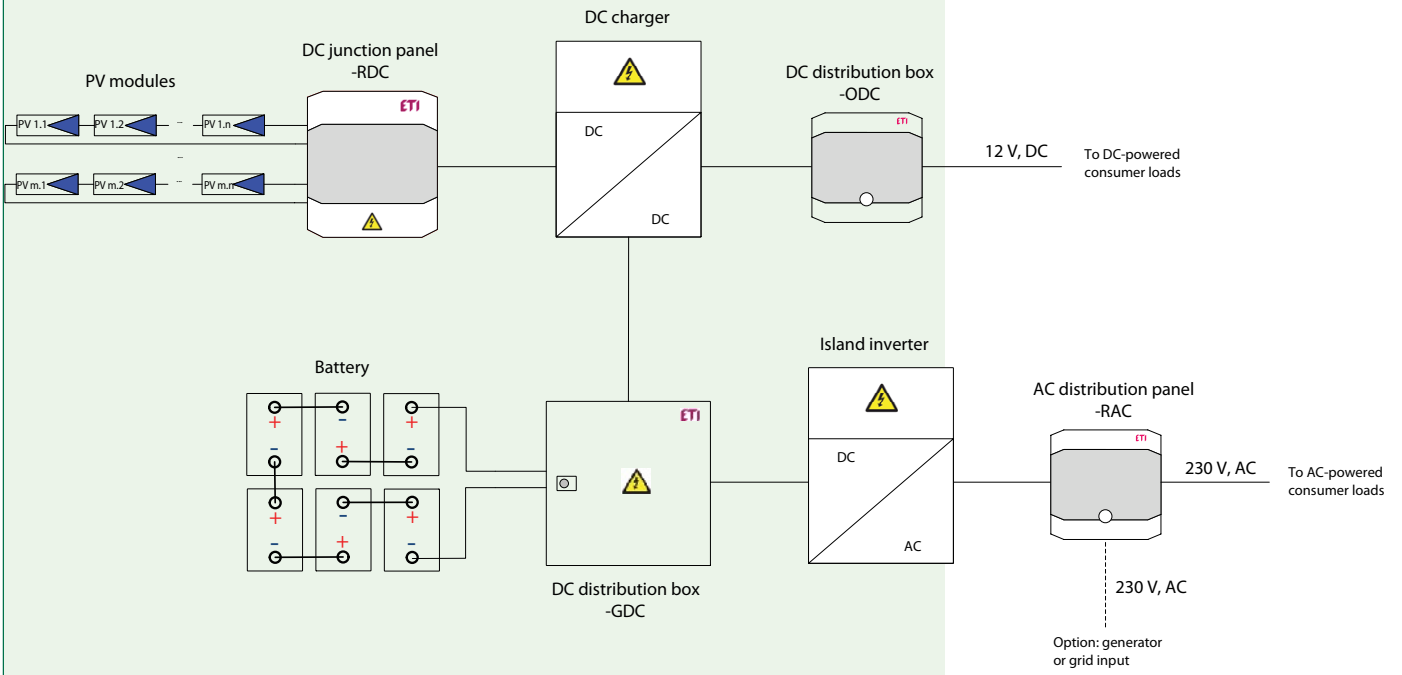 DC charger
DC junction panel
-RDC
PV modules
DC distribution box
-ODC
ETI
ETI
PV 1.1
PV 1.2
...
PV 1.n
DC
12 V, DC
To DC-powered
consumer loads
...
PV m.1
PV m.2
...
PV m.n
DC
Island inverter
Battery
AC distribution panel
-RAC
+
-
+
-
+
-
ETI
ETI
DC
230 V, AC
To AC-powered
consumer loads
+
-
+
-
+
-
AC
DC distribution box
-GDC
230 V, AC
Option: generator
or grid input